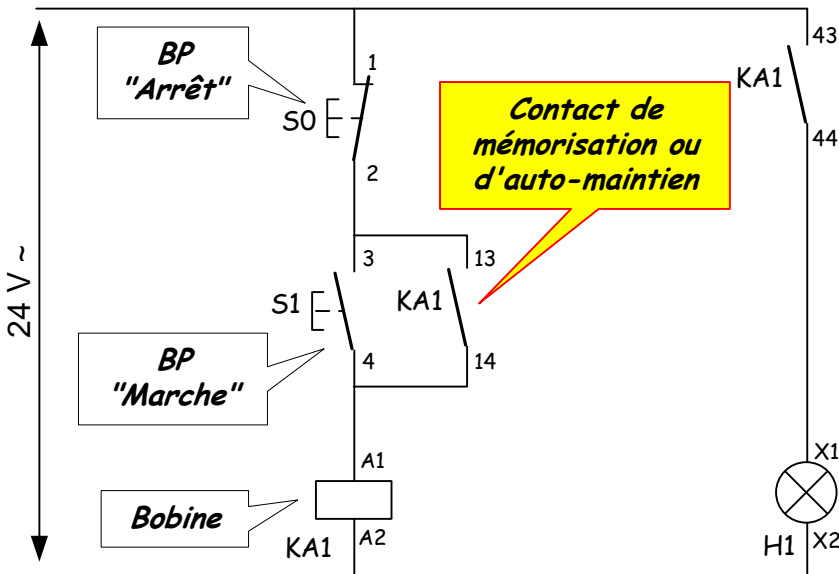 BP
"Arrêt"
1
S0
2
Contact de
mémorisation ou
d'auto-maintien
43
KA1
44
24 V ~
3
13
S1
KA1
4
14
BP
"Marche"
A1
Bobine
KA1
A2
X1
H1
X2